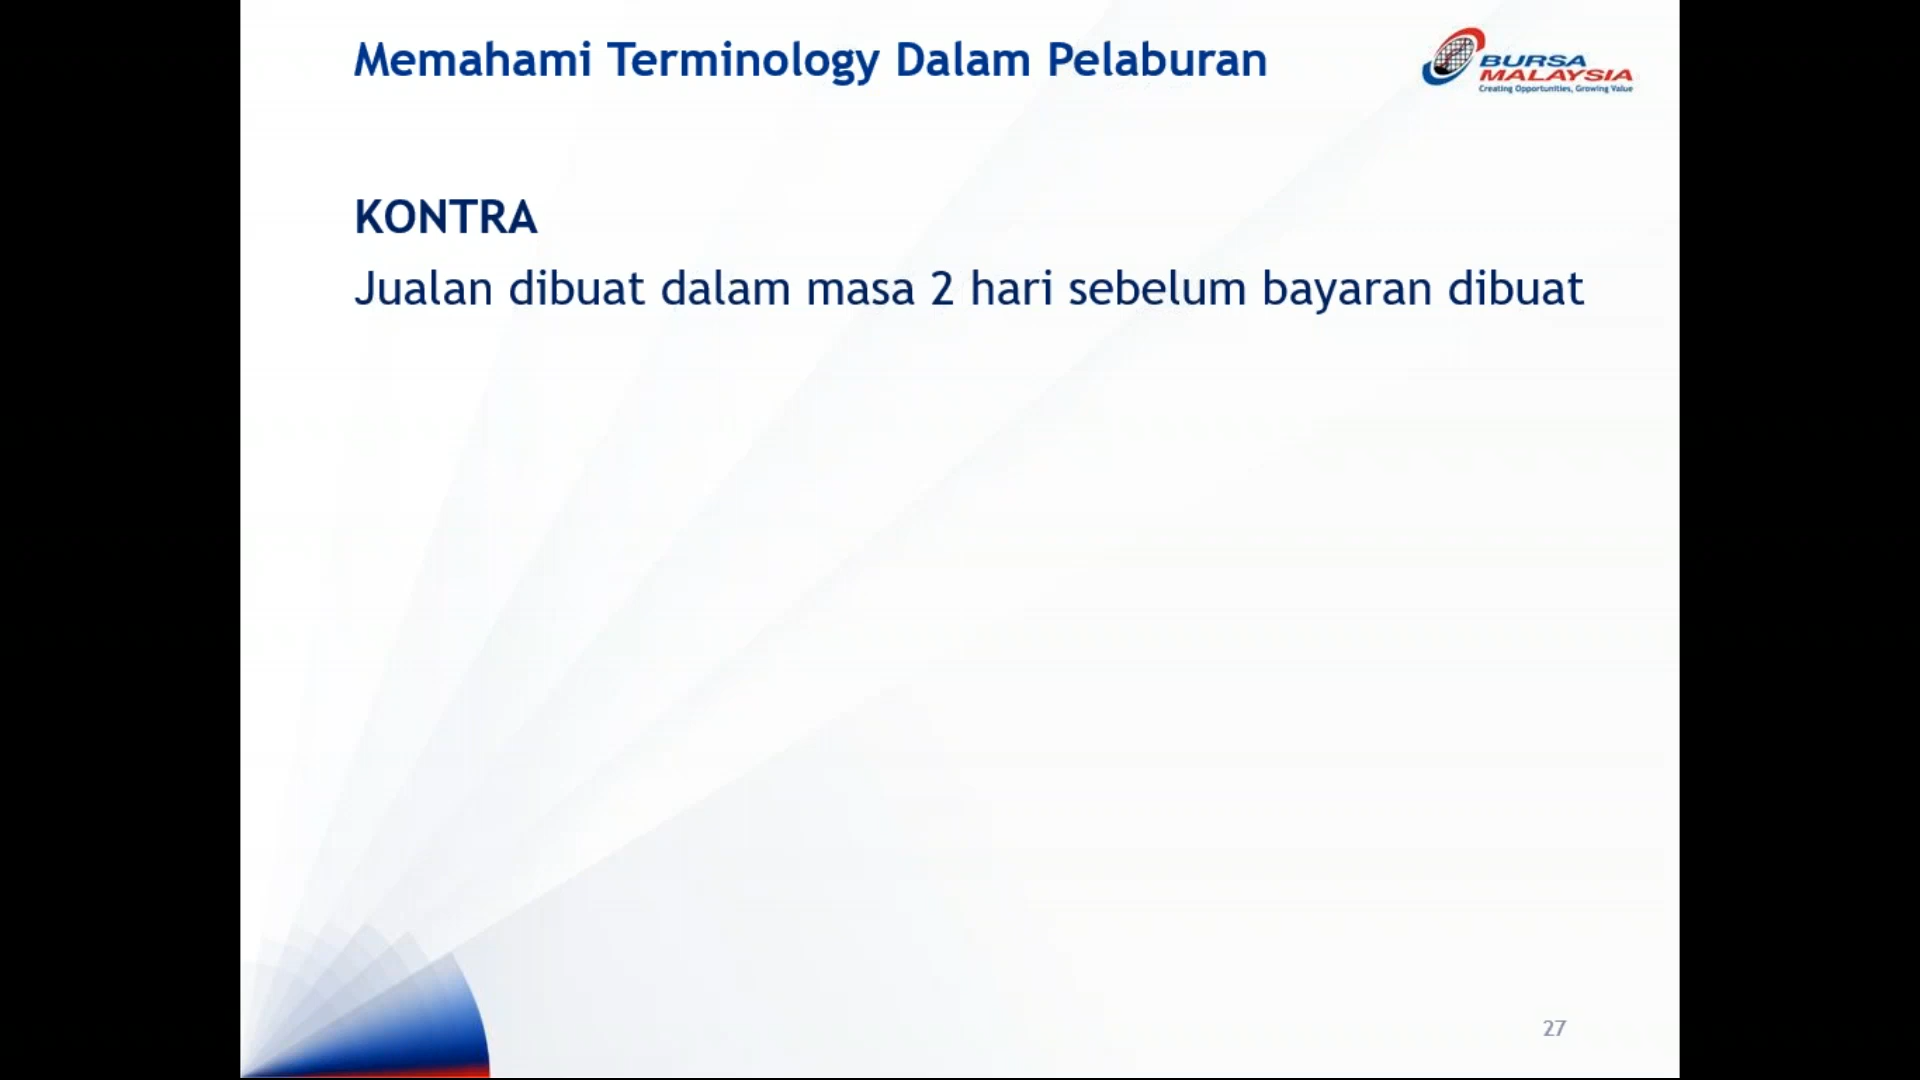 Memahami Terminology Dalam Pelaburan
BURSA
MALAYSIA
Creating Opportunities, Growing Value
KONTRA
Jualan dibuat dalam masa 2 hari sebelum bayaran dibuat
27